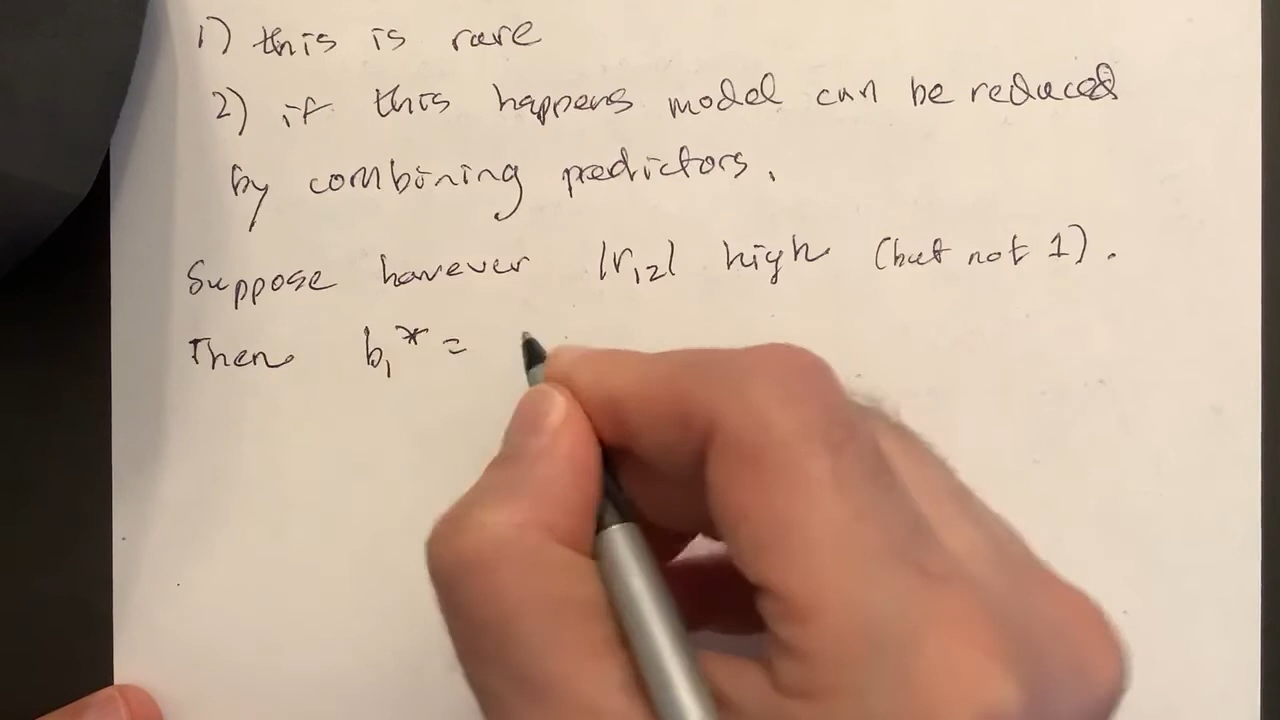 1) this is rare
2) if this happens model can be reduced
by combining predictors.
Suppose however |r₁₂| high (but not 1).
Then b₁* =